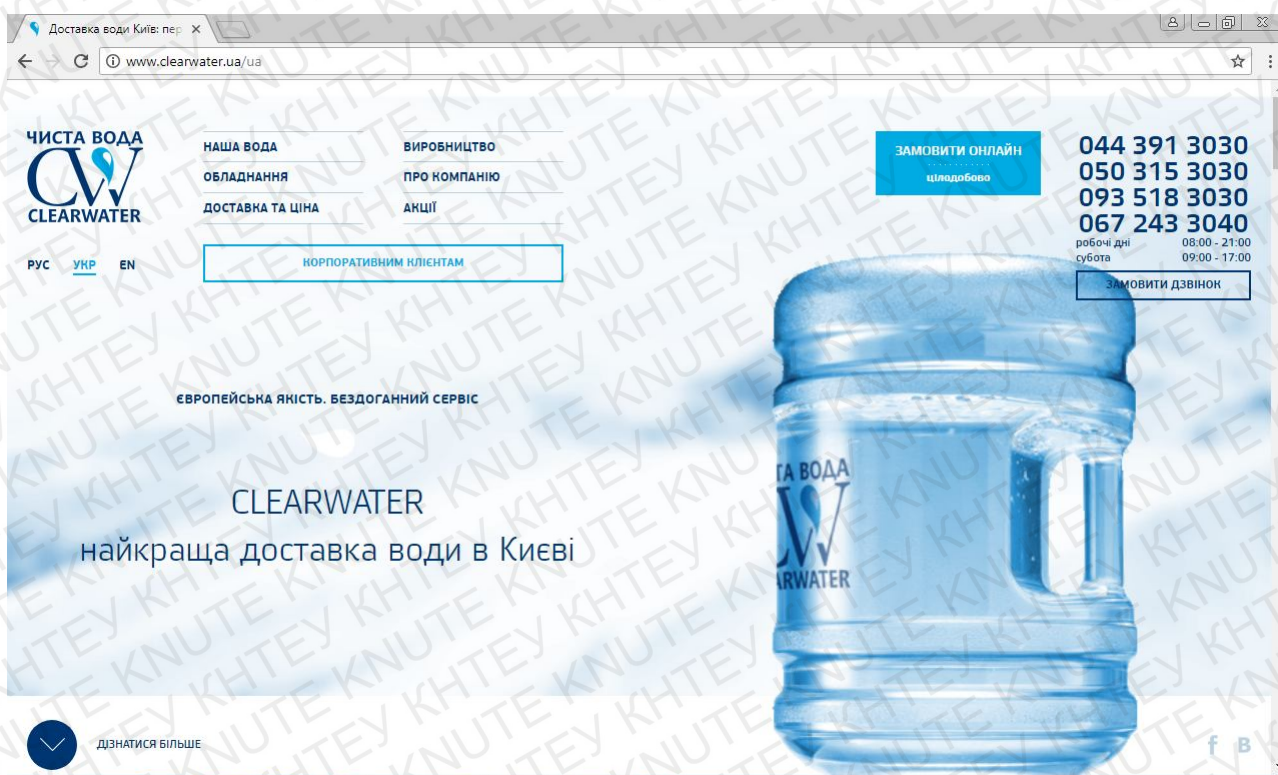 Доставка води Київ: пер
www.clearwater.ua/ua
ЧИСТА ВОДА
CW
CLEARWATER
РУС УКР EN
НАША ВОДА
ОБЛАДНАННЯ
ДОСТАВКА ТА ЦІНА
ВИРОБНИЦТВО
ПРО КОМПАНІЮ
АКЦІЇ
КОРПОРАТИВНИМ КЛІЄНТАМ
ЗАМОВИТИ ОНЛАЙН
цілодобово
044 391 3030
050 315 3030
093 518 3030
067 243 3040
робочі дні 08:00 - 21:00
субота 09:00 - 17:00
ЗАМОВИТИ ДЗВІНОК
ЄВРОПЕЙСЬКА ЯКІСТЬ. БЕЗДОГАННИЙ СЕРВІС
CLEARWATER
найкраща доставка води в Києві
ТА ВОДА
CW
ARWATER
ДІЗНАТИСЯ БІЛЬШЕ
f В
КНТЕУ KNUTE